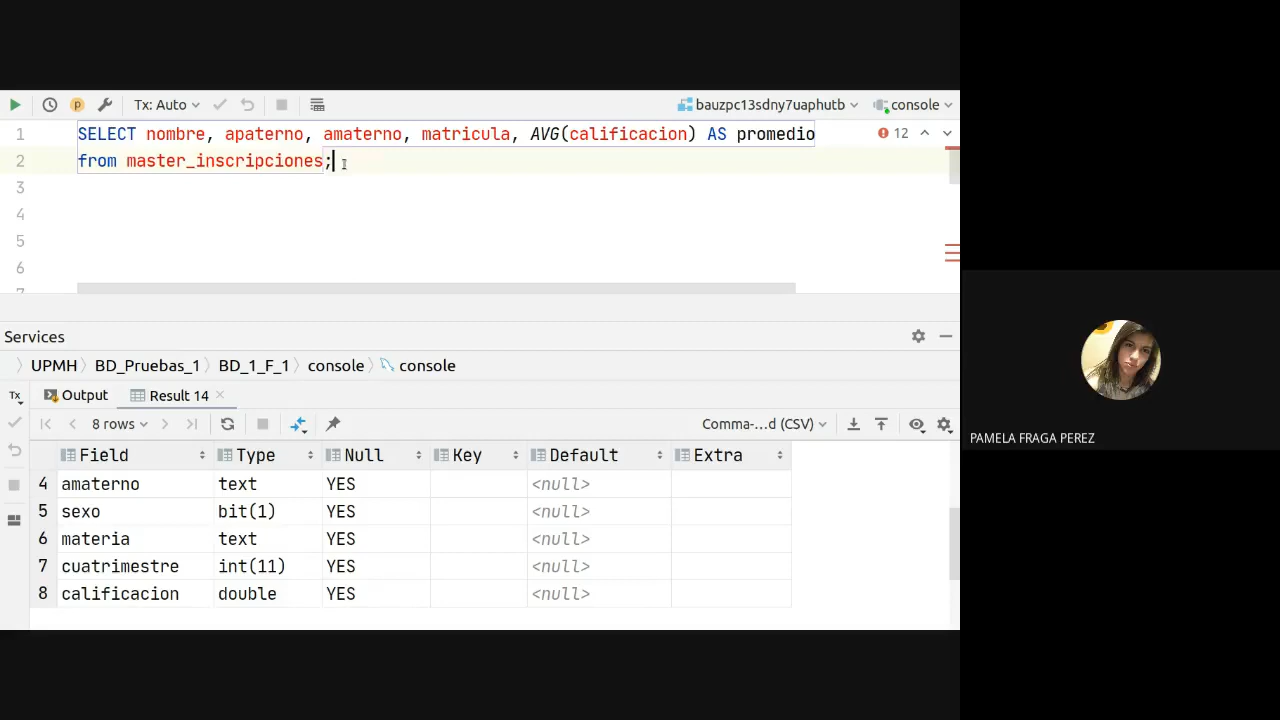 Tx: Auto
bauzpc13sdny7uaphutb
console
1 SELECT nombre, apaterno, amaterno, matricula, AVG(calificacion) AS promedio
12
2 from master_inscripciones;
3
4
5
6
Services
UPMH BD_Pruebas_1 BD_1_F_1 console console
Tx Output Result 14
8 rows Comma-...d (CSV)
Field Type Null Key Default Extra
4 amaterno text YES <null>
5 sexo bit(1) YES <null>
6 materia text YES <null>
7 cuatrimestre int(11) YES <null>
8 calificacion double YES <null>
PAMELA FRAGA PEREZ